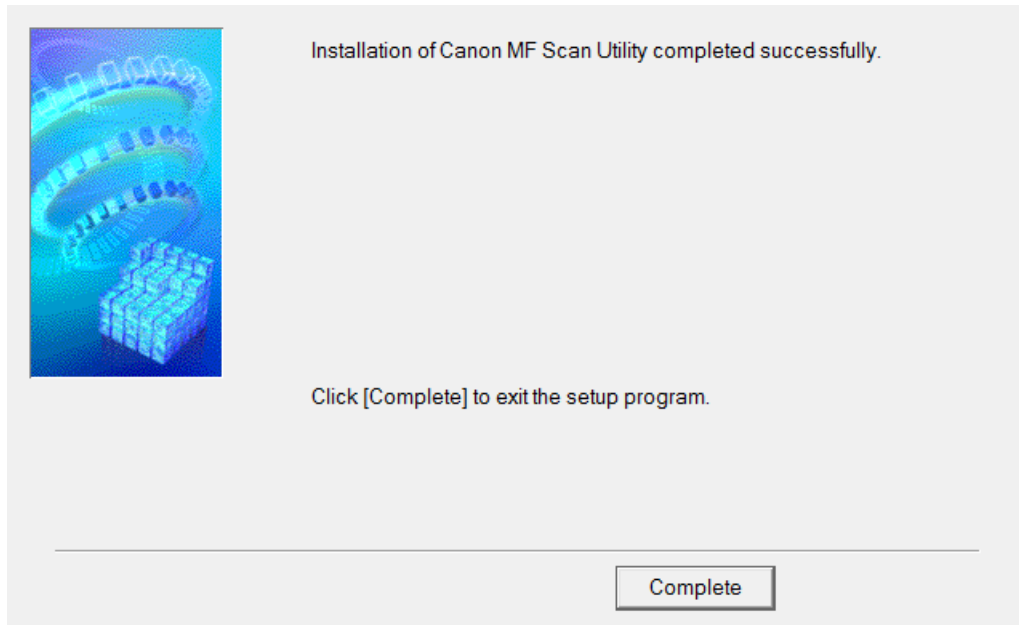 Installation of Canon MF Scan Utility completed successfully.
Click [Complete] to exit the setup program.
Complete